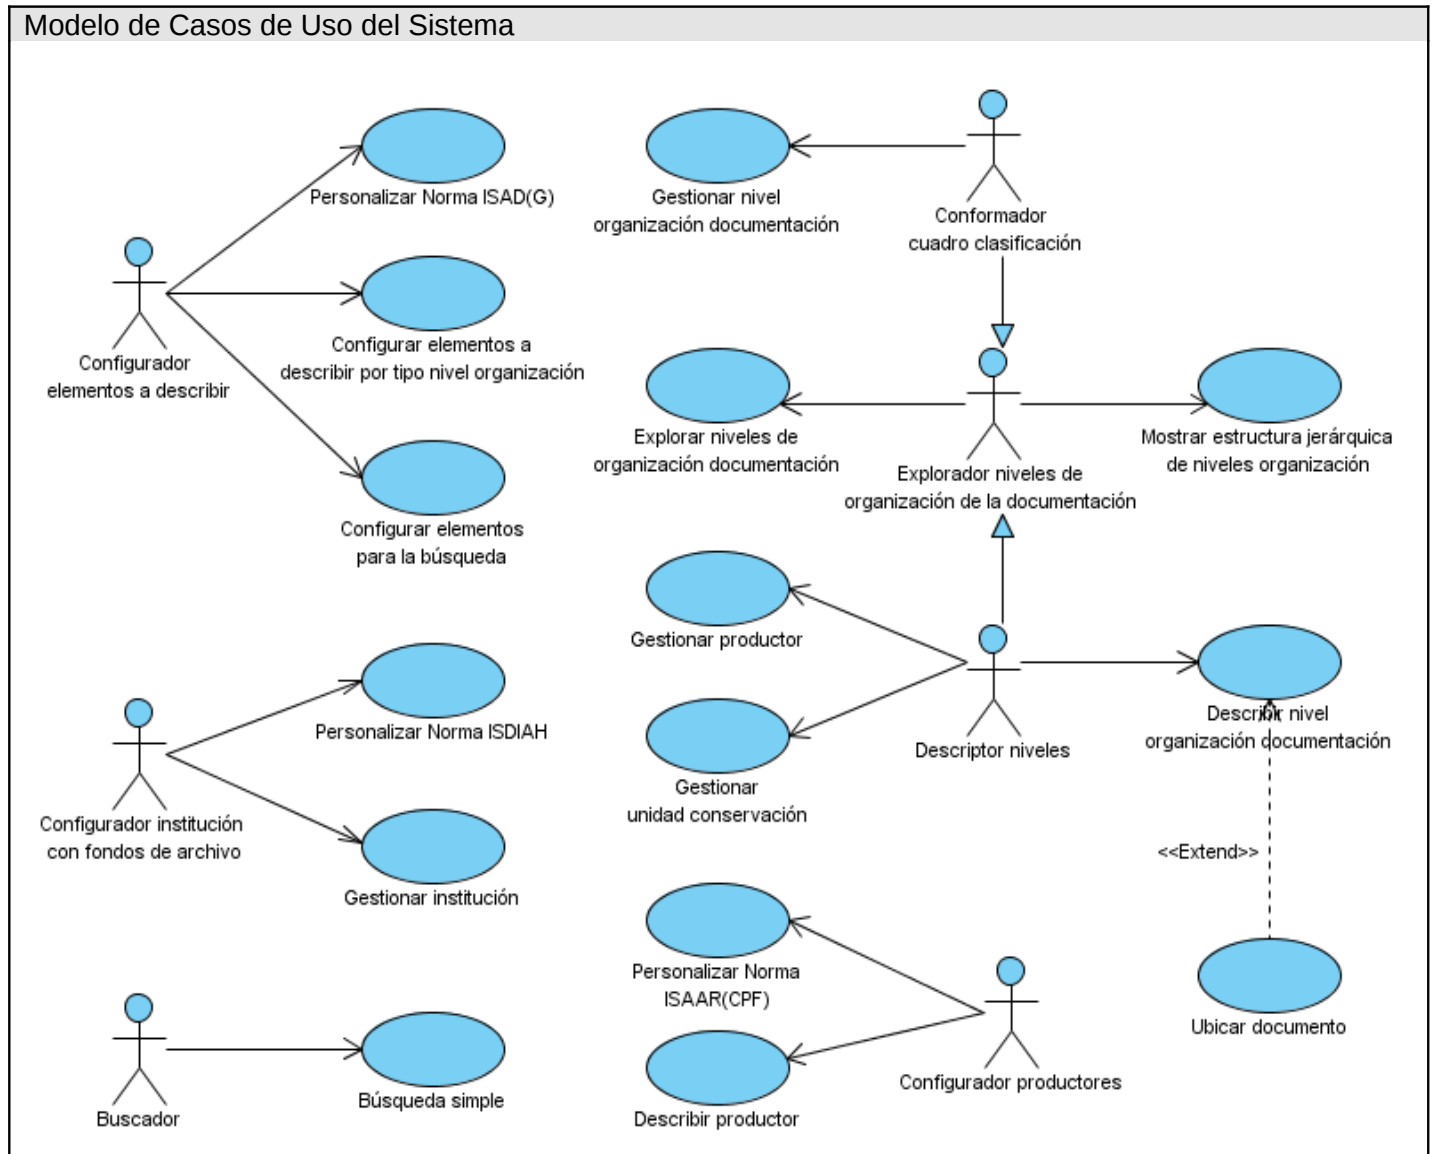 Modelo de Casos de Uso del Sistema
Personalizar Norma ISAD(G)
Configurador
elementos a describir
Configurar elementos a
describir por tipo nivel organización
Configurar elementos
para la búsqueda
Gestionar nivel
organización documentación
Conformador
cuadro clasificación
Explorar niveles de
organización documentación
Explorador niveles de
organización de la documentación
Mostrar estructura jerárquica
de niveles organización
Gestionar productor
Gestionar
unidad conservación
Descriptor niveles
Describir nivel
organización documentación
<<Extend>>
Ubicar documento
Personalizar Norma ISDIAH
Configurador institución
con fondos de archivo
Gestionar institución
Personalizar Norma
ISAAR(CPF)
Describir productor
Configurador productores
Buscador
Búsqueda simple